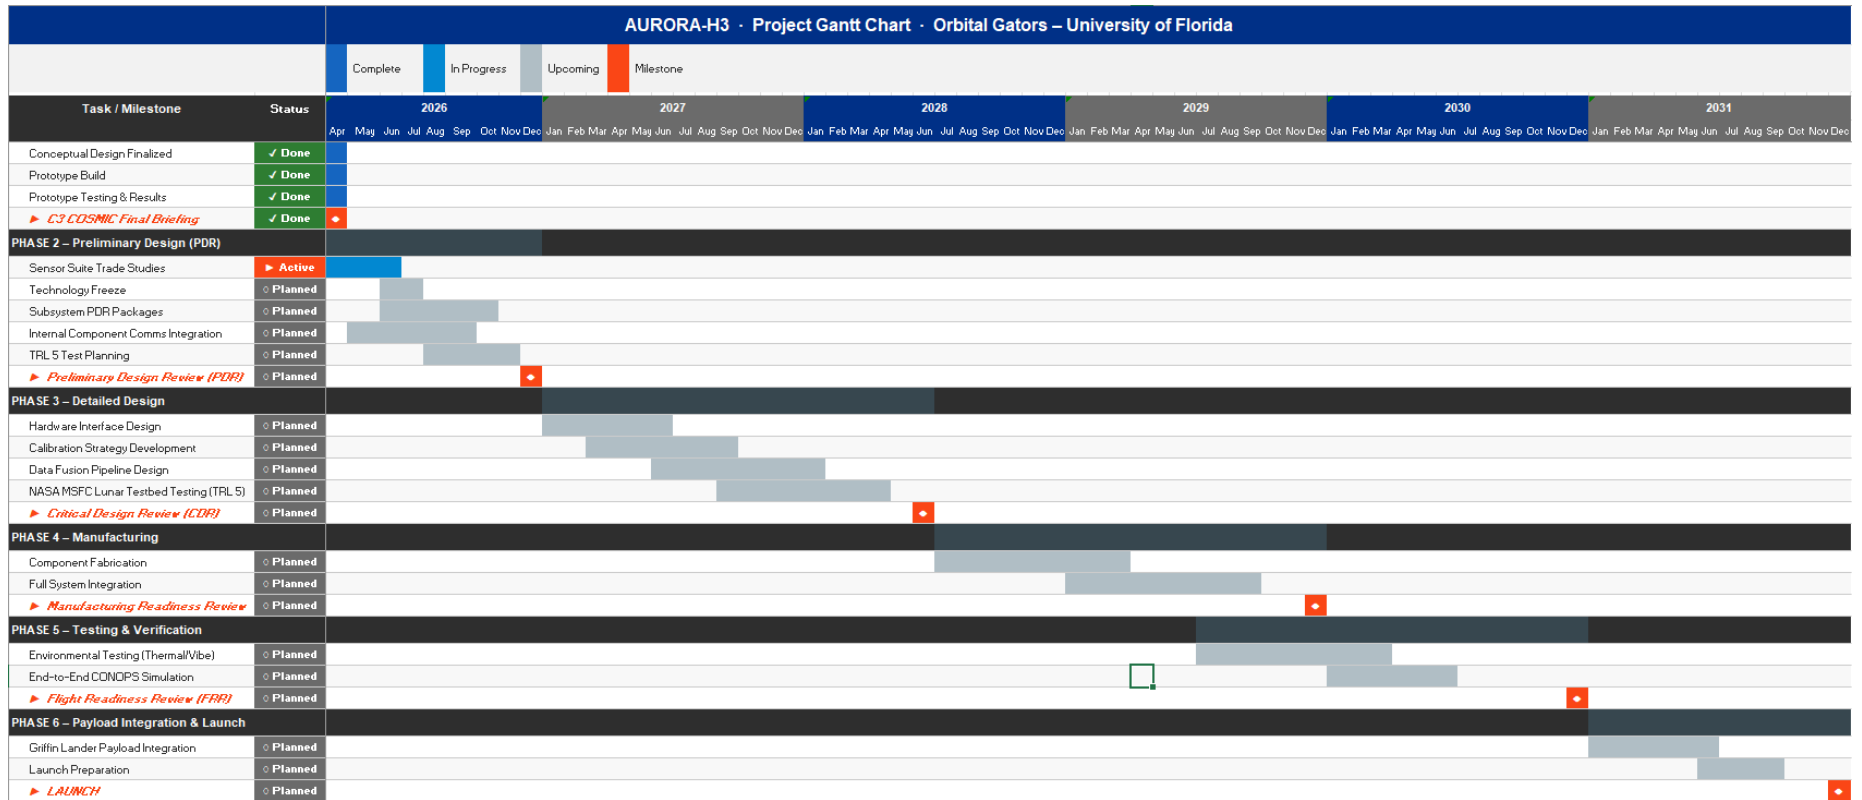 AURORA-H3 · Project Gantt Chart · Orbital Gators – University of Florida
Complete In Progress Upcoming Milestone
Task / Milestone Status 2026 2027 2028 2029 2030 2031
Apr May Jun Jul Aug Sep Oct Nov Dec Jan Feb Mar Apr May Jun Jul Aug Sep Oct Nov Dec Jan Feb Mar Apr May Jun Jul Aug Sep Oct Nov Dec Jan Feb Mar Apr May Jun Jul Aug Sep Oct Nov Dec Jan Feb Mar Apr May Jun Jul Aug Sep Oct Nov Dec Jan Feb Mar Apr May Jun Jul Aug Sep Oct Nov Dec
Conceptual Design Finalized ✓ Done
Prototype Build ✓ Done
Prototype Testing & Results ✓ Done
► C3 COSMIC Final Briefing ✓ Done ◆
PHASE 2 – Preliminary Design (PDR)
Sensor Suite Trade Studies ► Active
Technology Freeze ◇ Planned
Subsystem PDR Packages ◇ Planned
Internal Component Comms Integration ◇ Planned
TRL 5 Test Planning ◇ Planned
► Preliminary Design Review (PDR) ◇ Planned ◆
PHASE 3 – Detailed Design
Hardware Interface Design ◇ Planned
Calibration Strategy Development ◇ Planned
Data Fusion Pipeline Design ◇ Planned
NASA MSFC Lunar Testbed Testing (TRL 5) ◇ Planned
► Critical Design Review (CDR) ◇ Planned ◆
PHASE 4 – Manufacturing
Component Fabrication ◇ Planned
Full System Integration ◇ Planned
► Manufacturing Readiness Review ◇ Planned ◆
PHASE 5 – Testing & Verification
Environmental Testing (Thermal/Vibe) ◇ Planned
End-to-End CONOPS Simulation ◇ Planned
► Flight Readiness Review (FRR) ◇ Planned ◆
PHASE 6 – Payload Integration & Launch
Griffin Lander Payload Integration ◇ Planned
Launch Preparation ◇ Planned
► LAUNCH ◇ Planned ◆